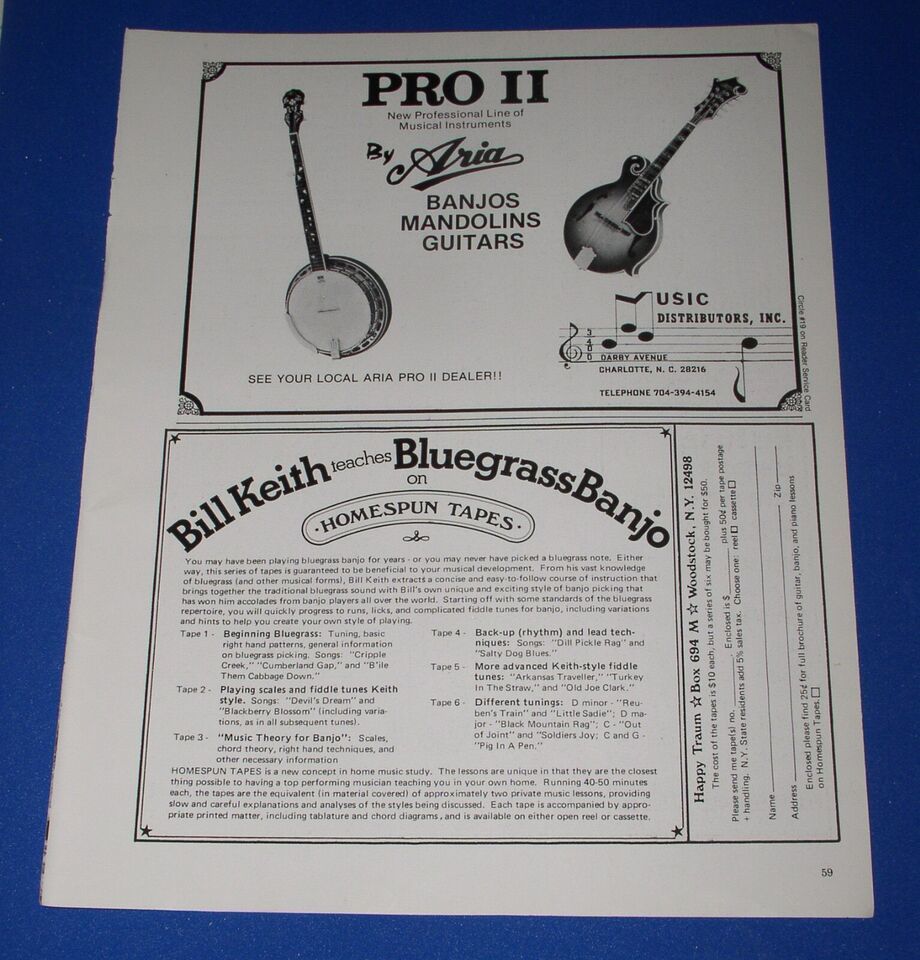 PRO II
New Professional Line of
Musical Instruments
By Aria
BANJOS
MANDOLINS
GUITARS
SEE YOUR LOCAL ARIA PRO II DEALER!!
MUSIC
DISTRIBUTORS, INC.
3400 DARBY AVENUE
CHARLOTTE, N. C. 28216
TELEPHONE 704-394-4154
Circle #19 on Reader Service Card
Bill Keith teaches Bluegrass Banjo
on
HOMESPUN TAPES
You may have been playing bluegrass banjo for years - or you may never have picked a bluegrass note. Either
way, this series of tapes is guaranteed to be beneficial to your musical development. From his vast knowledge
of bluegrass (and other musical forms), Bill Keith extracts a concise and easy-to-follow course of instruction that
brings together the traditional bluegrass sound with Bill's own unique and exciting style of banjo picking that
has won him accolades from banjo players all over the world. Starting off with some standards of the bluegrass
repertoire, you will quickly progress to runs, licks, and complicated fiddle tunes for banjo, including variations
and hints to help you create your own style of playing.
Tape 1 - Beginning Bluegrass: Tuning, basic
right hand patterns, general information
on bluegrass picking. Songs: "Cripple
Creek," "Cumberland Gap," and "B'ile
Them Cabbage Down."
Tape 2 - Playing scales and fiddle tunes Keith
style. Songs: "Devil's Dream" and
"Blackberry Blossom" (including varia-
tions, as in all subsequent tunes).
Tape 3 - "Music Theory for Banjo": Scales,
chord theory, right hand techniques, and
other necessary information
Tape 4 - Back-up (rhythm) and lead tech-
niques: Songs: "Dill Pickle Rag" and
"Salty Dog Blues."
Tape 5 - More advanced Keith-style fiddle
tunes: "Arkansas Traveller," "Turkey
In The Straw," and "Old Joe Clark."
Tape 6 - Different tunings: D minor - "Reu-
ben's Train" and "Little Sadie"; D ma-
jor - "Black Mountain Rag"; C - "Out
of Joint" and "Soldiers Joy; C and G -
"Pig In A Pen."
HOMESPUN TAPES is a new concept in home music study. The lessons are unique in that they are the closest
thing possible to having a top performing musician teaching you in your own home. Running 40-50 minutes
each, the tapes are the equivalent (in material covered) of approximately two private music lessons, providing
slow and careful explanations and analyses of the styles being discussed. Each tape is accompanied by appro-
priate printed matter, including tablature and chord diagrams, and is available on either open reel or cassette.
Happy Traum ☆ Box 694 M ☆ Woodstock, N.Y. 12498
The cost of the tapes is $10 each, but a series of six may be bought for $50.
Please send me tape(s) no. Enclosed is $ plus 50¢ per tape postage
+ handling. N.Y. State residents add 5% sales tax. Choose one: reel □ cassette □
Name
Address Zip
Enclosed please find 25¢ for full brochure of guitar, banjo, and piano lessons
on Homespun Tapes. □
59